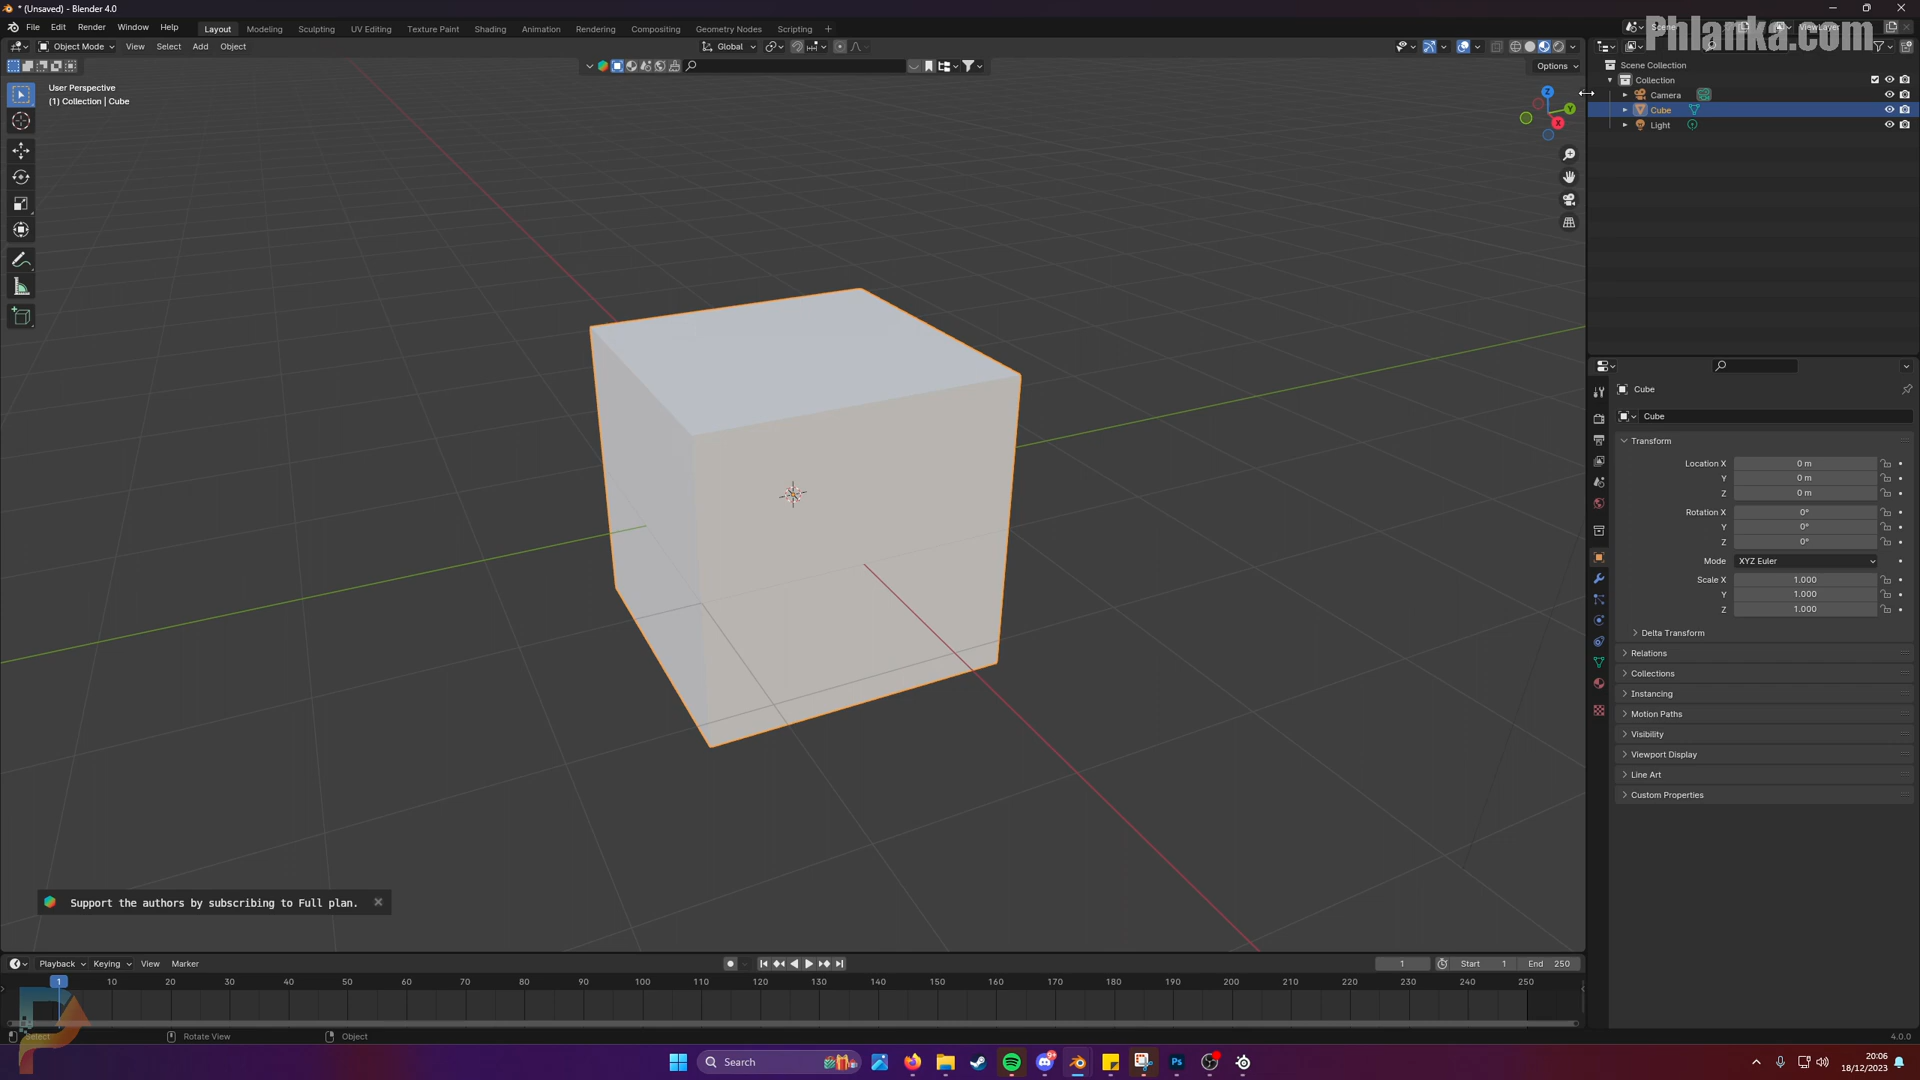 * (Unsaved) - Blender 4.0
File Edit Render Window Help Layout Modeling Sculpting UV Editing Texture Paint Shading Animation Rendering Compositing Geometry Nodes Scripting +
Phlanka.com
Object Mode View Select Add Object Global
Options
User Perspective
(1) Collection | Cube
Z
Y
X
Scene Collection
Collection
Camera
Cube
Light
Cube
Cube
Transform
Location X 0 m
Y 0 m
Z 0 m
Rotation X 0°
Y 0°
Z 0°
Mode XYZ Euler
Scale X 1.000
Y 1.000
Z 1.000
Delta Transform
Relations
Collections
Instancing
Motion Paths
Visibility
Viewport Display
Line Art
Custom Properties
Support the authors by subscribing to Full plan.
Playback Keying View Marker 1 Start 1 End 250
1 10 20 30 40 50 60 70 80 90 100 110 120 130 140 150 160 170 180 190 200 210 220 230 240 250
Select Rotate View Object 4.0.0
Search Ps 20:06
18/12/2023